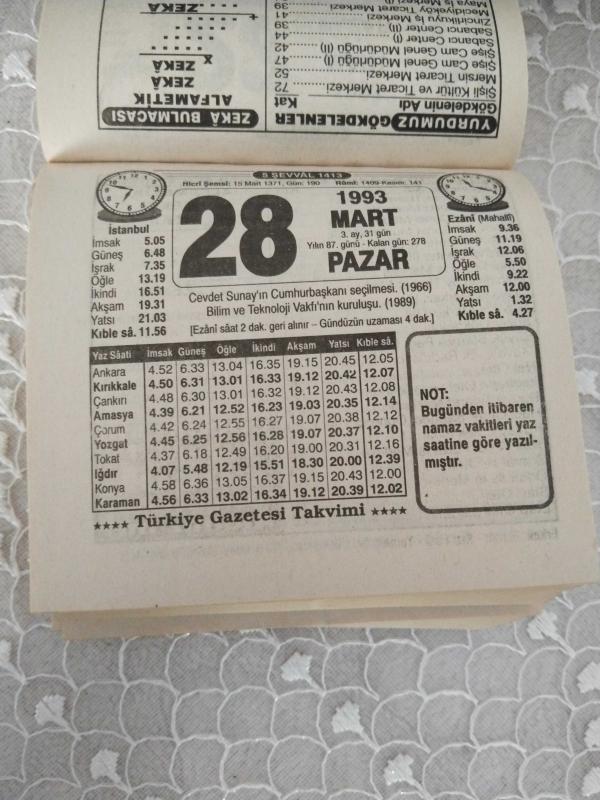 YURDUMUZ GÖKDELENLER
Gökdelenin Adı Kat
Şişli Kültür ve Ticaret Merkezi ...... 72
Mersin Ticaret Merkezi ...... 52
Şişe Cam Genel Müdürlüğü (I) ...... 47
Şişe Cam Genel Müdürlüğü (II) ...... 42
Sabancı Center (I) ...... 44
Sabancı Center (II) ...... 39
Zincirlikuyu İş Merkezi ...... 41
Mecidiyeköy Ticaret Merkezi
Maya İş Merkezi ...... 39
ZEKÂ BULMACASI
ALFAMETİK
ZEKÂ
x ZEKÂ
+
ZEKÂ
5 ŞEVVÂL 1413
Hicrî Şemsî: 15 Mart 1371, Gün: 190 Rûmî: 1409-Kasım: 141
28
1993
MART
3. ay, 31 gün
Yılın 87. günü - Kalan gün: 278
PAZAR
İstanbul
İmsak 5.05
Güneş 6.48
İşrak 7.35
Öğle 13.19
İkindi 16.51
Akşam 19.31
Yatsı 21.03
Kıble sâ. 11.56
Ezânî (Mahallî)
İmsak 9.36
Güneş 11.19
İşrak 12.06
Öğle 5.50
İkindi 9.22
Akşam 12.00
Yatsı 1.32
Kıble sâ. 4.27
Cevdet Sunay'ın Cumhurbaşkanı seçilmesi. (1966)
Bilim ve Teknoloji Vakfı'nın kuruluşu. (1989)
[Ezânî sâat 2 dak. geri alınır – Gündüzün uzaması 4 dak.]
Yaz Sâati İmsak Güneş Öğle İkindi Akşam Yatsı Kıble sâ.
Ankara 4.52 6.33 13.04 16.35 19.15 20.45 12.05
Kırıkkale 4.50 6.31 13.01 16.33 19.12 20.42 12.07
Çankırı 4.48 6.30 13.01 16.32 19.12 20.43 12.08
Amasya 4.39 6.21 12.52 16.23 19.03 20.35 12.14
Çorum 4.42 6.24 12.55 16.27 19.07 20.38 12.12
Yozgat 4.45 6.25 12.56 16.28 19.07 20.37 12.10
Tokat 4.37 6.18 12.49 16.20 19.00 20.31 12.16
Iğdır 4.07 5.48 12.19 15.51 18.30 20.00 12.39
Konya 4.58 6.36 13.05 16.37 19.15 20.43 12.00
Karaman 4.56 6.33 13.02 16.34 19.12 20.39 12.02
NOT:
Bugünden itibaren
namaz vakitleri yaz
saatine göre yazıl-
mıştır.
★★★★ Türkiye Gazetesi Takvimi ★★★★